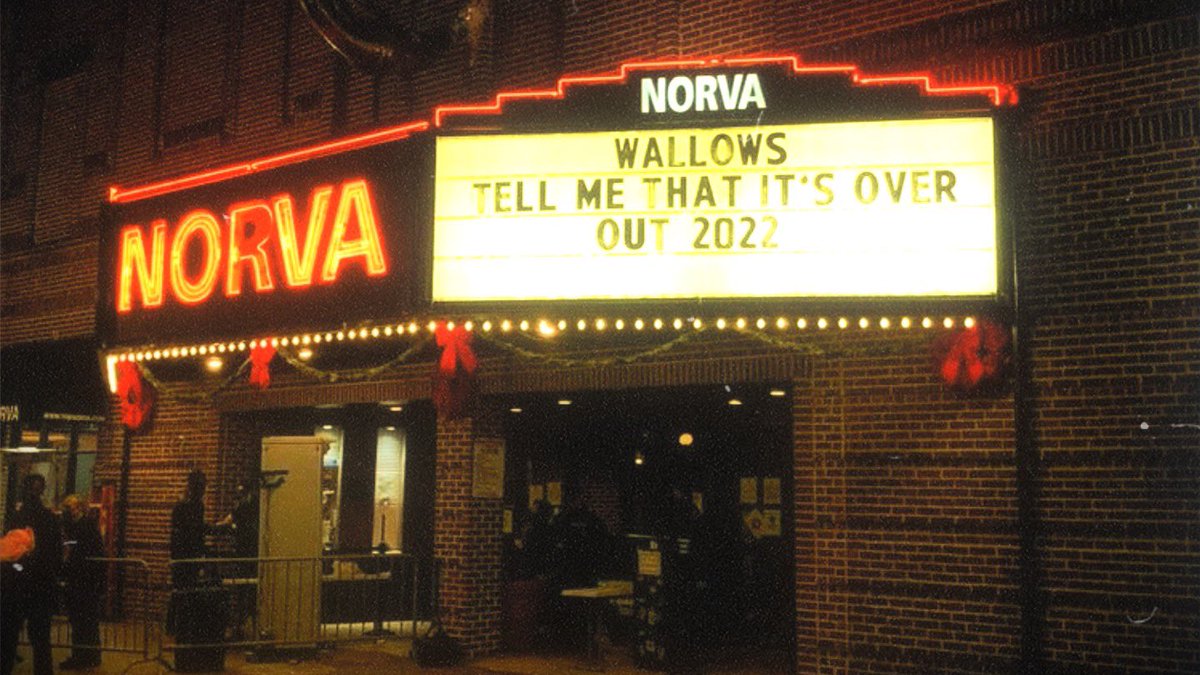 NORVA
WALLOWS
TELL ME THAT IT'S OVER
OUT 2022
NORVA